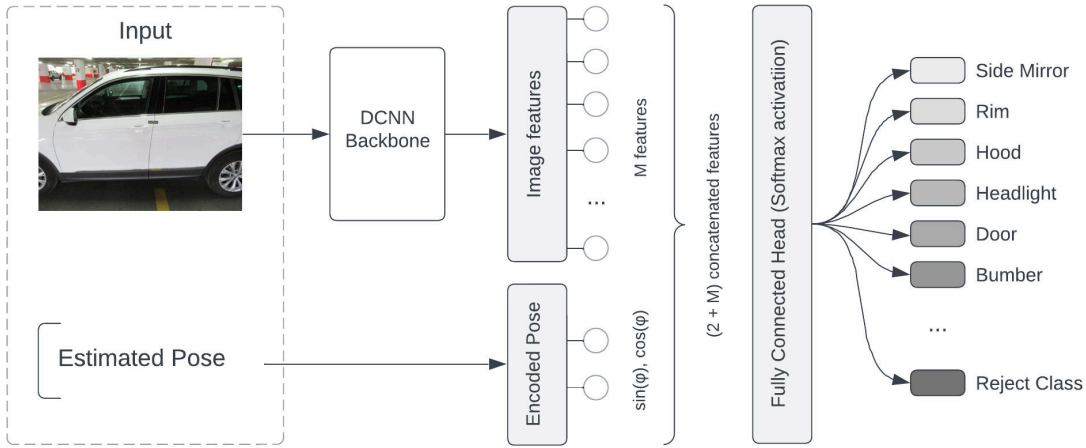 Input
DCNN
Backbone
Image features
M features
...
Estimated Pose
Encoded Pose
sin(φ), cos(φ)
(2 + M) concatenated features
Fully Connected Head (Softmax activatiion)
Side Mirror
Rim
Hood
Headlight
Door
Bumber
...
Reject Class